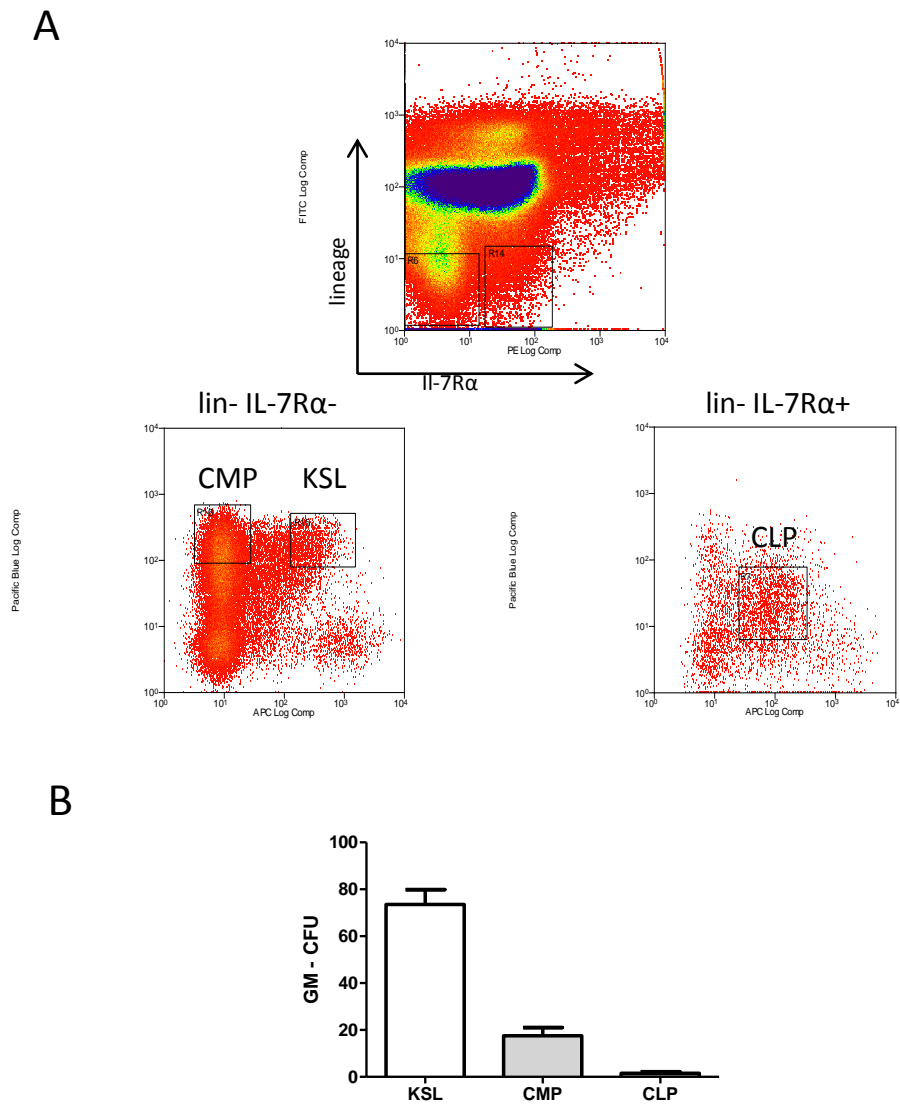 A
10⁴
10³
10²
10¹
10⁰
FITC Log Comp
lineage
R6
R14
10⁰ 10¹ 10² 10³ 10⁴
PE Log Comp
Il-7Rα
lin- IL-7Rα-
lin- IL-7Rα+
10⁴
10³
10²
10¹
10⁰
Pacific Blue Log Comp
CMP KSL
10⁰ 10¹ 10² 10³ 10⁴
APC Log Comp
10⁴
10³
10²
10¹
10⁰
Pacific Blue Log Comp
CLP
10⁰ 10¹ 10² 10³ 10⁴
APC Log Comp
B
100
80
60
40
20
0
GM - CFU
KSL CMP CLP